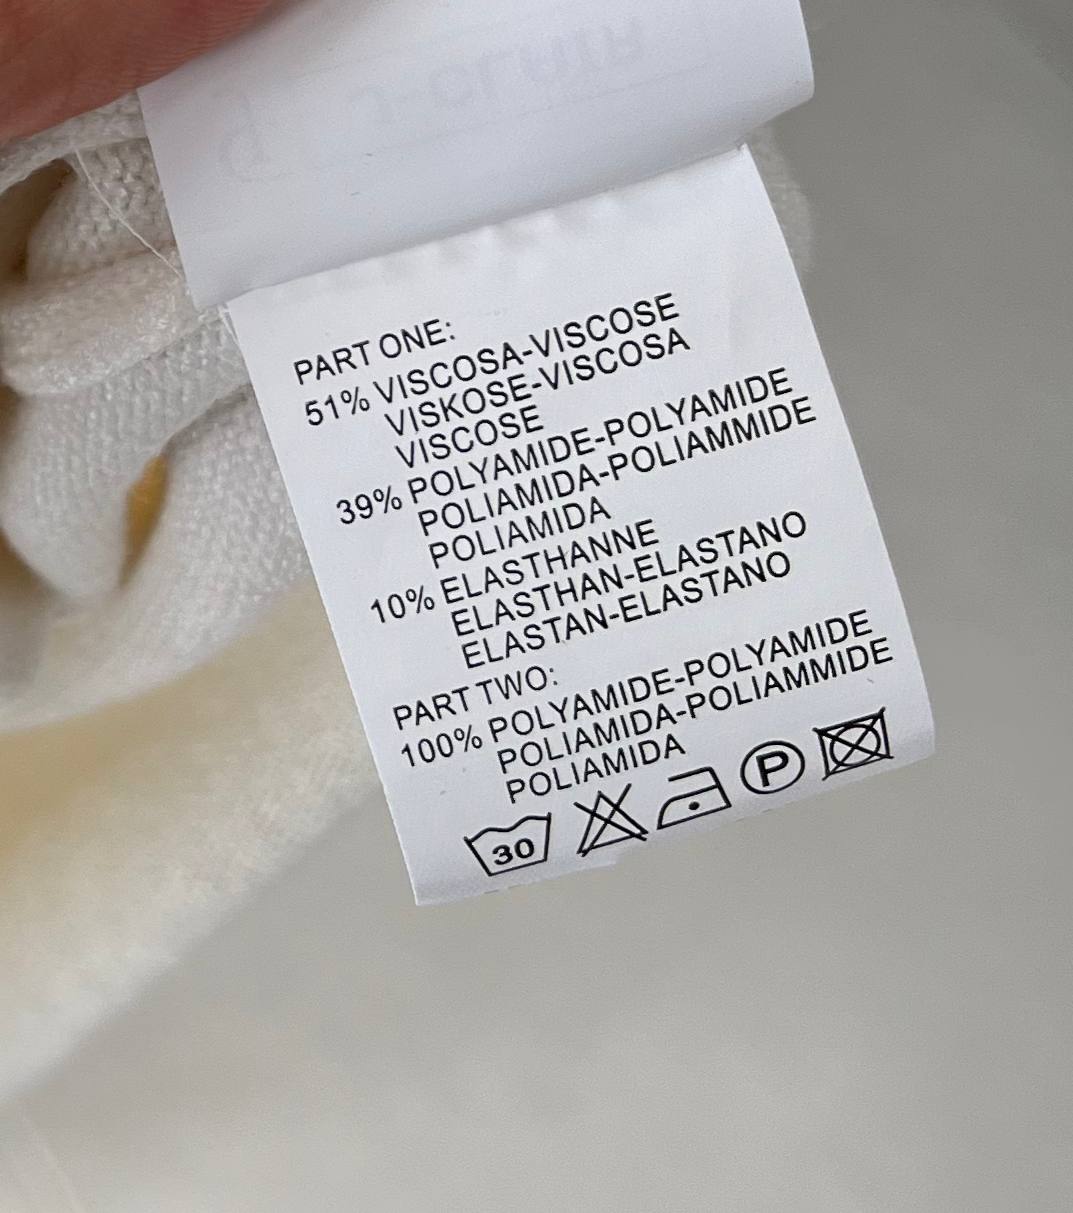 PART ONE:
51% VISCOSA-VISCOSE
VISKOSE-VISCOSA
VISCOSE
39% POLYAMIDE-POLYAMIDE
POLIAMIDA-POLIAMMIDE
POLIAMIDA
10% ELASTHANNE
ELASTHAN-ELASTANO
ELASTAN-ELASTANO
PART TWO:
100% POLYAMIDE-POLYAMIDE
POLIAMIDA-POLIAMMIDE
POLIAMIDA
30 P